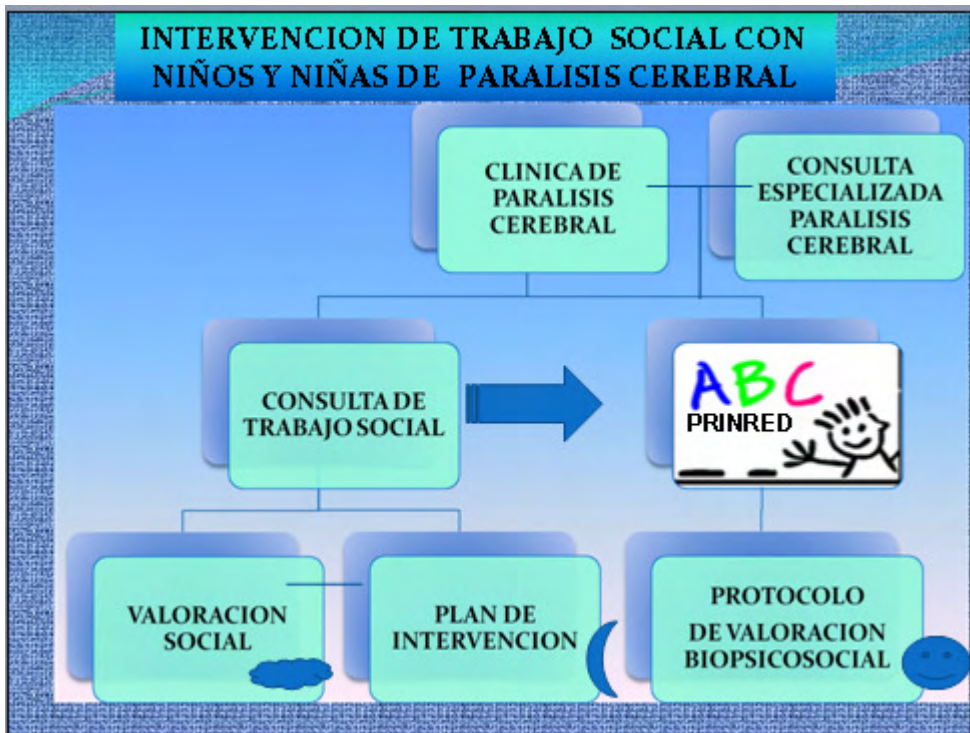 INTERVENCION DE TRABAJO SOCIAL CON
NIÑOS Y NIÑAS DE PARALISIS CEREBRAL
CLINICA DE
PARALISIS
CEREBRAL
CONSULTA
ESPECIALIZADA
PARALISIS
CEREBRAL
CONSULTA DE
TRABAJO SOCIAL
ABC
PRINRED
VALORACION
SOCIAL
PLAN DE
INTERVENCION
PROTOCOLO
DE VALORACION
BIOPSICOSOCIAL